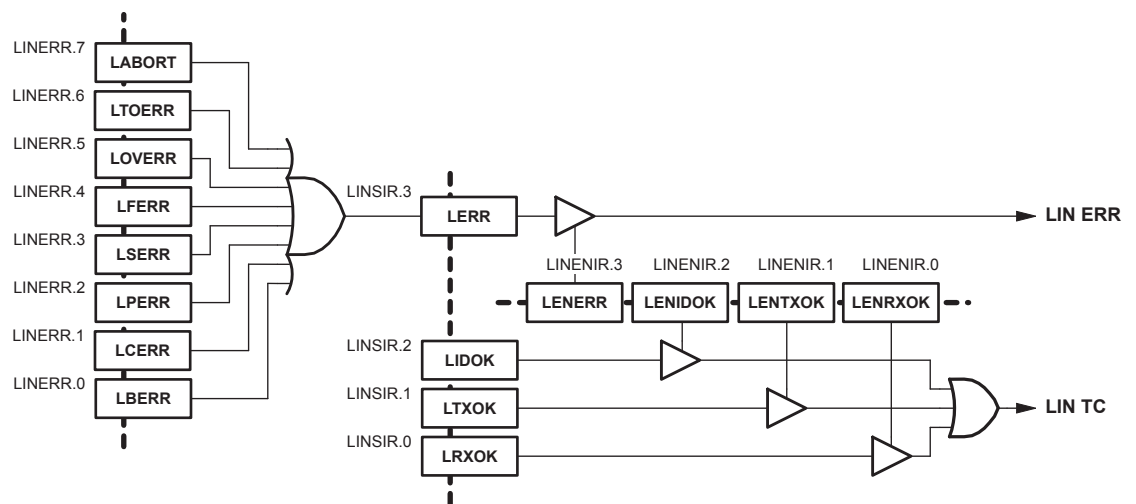 LINERR.7
LABORT
LINERR.6
LTOERR
LINERR.5
LOVERR
LINERR.4
LFERR
LINERR.3
LSERR
LINERR.2
LPERR
LINERR.1
LCERR
LINERR.0
LBERR
LINSIR.3
LERR
LIN ERR
LINENIR.3 LINENIR.2 LINENIR.1 LINENIR.0
LENERR LENIDOK LENTXOK LENRXOK
LINSIR.2
LIDOK
LINSIR.1
LTXOK
LIN TC
LINSIR.0
LRXOK